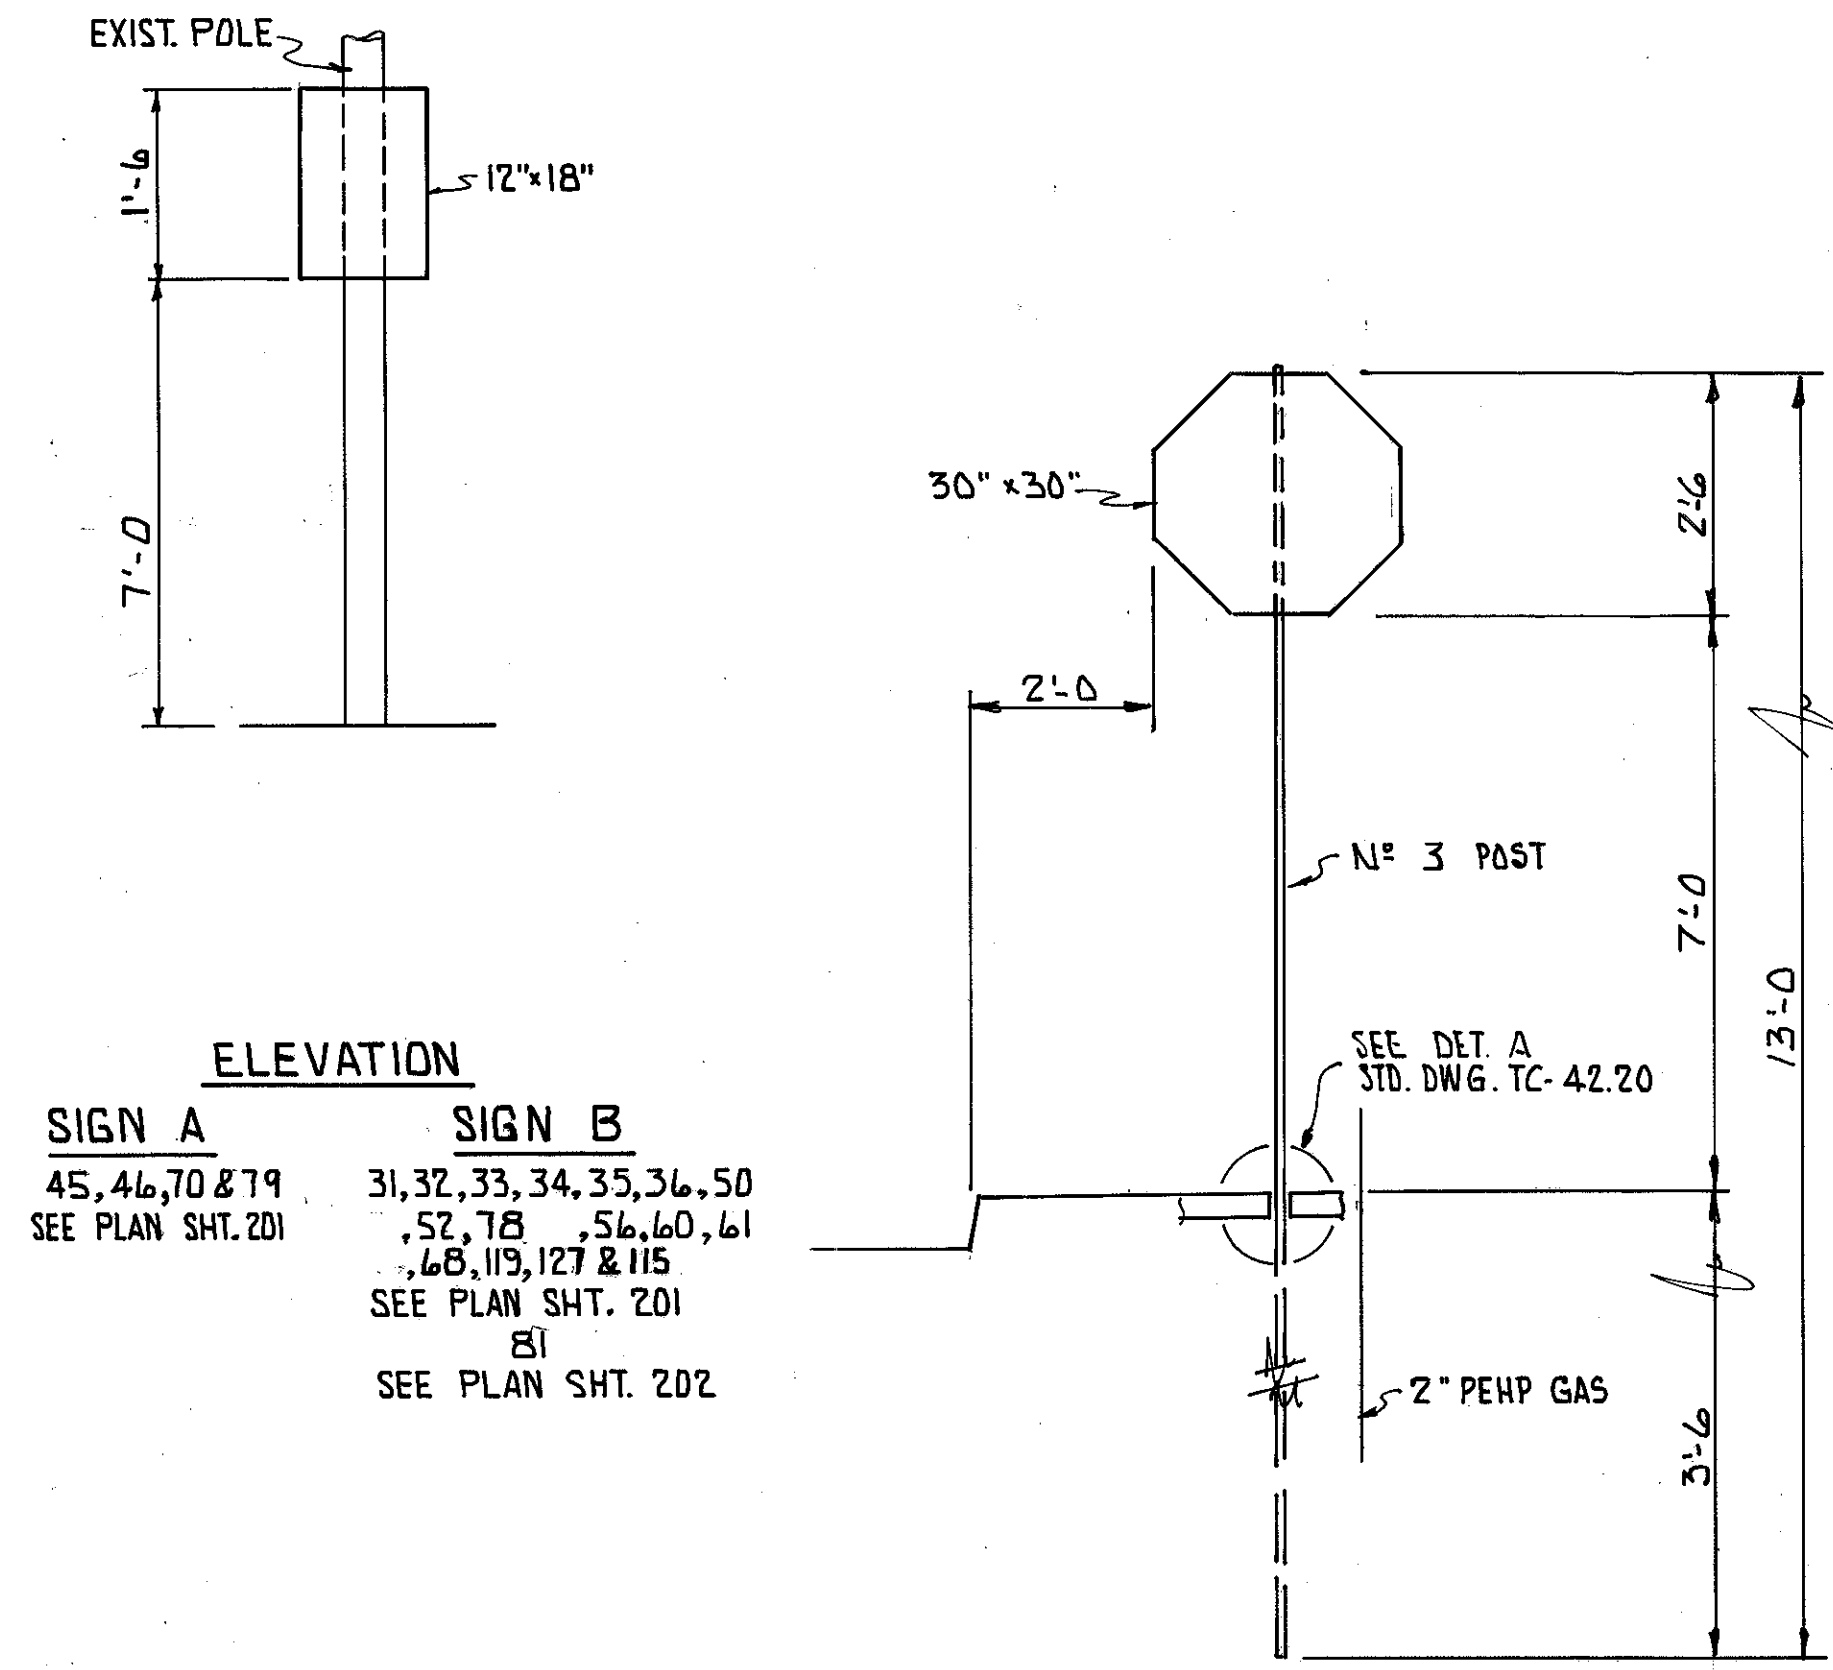 EXIST. POLE
1'-6
12"x18"
7'-0
30" x30"
2'-6
2'-0
Nº 3 POST
7'-0
13'-0
SEE DET. A
STD. DWG. TC-42.20
2" PEHP GAS
3'-6
ELEVATION
SIGN A
45,46,70 & 79
SEE PLAN SHT. 201
SIGN B
31,32,33,34,35,36,50
,52,78 ,56,60,61
,68,119,127 & 115
SEE PLAN SHT. 201
81
SEE PLAN SHT. 202